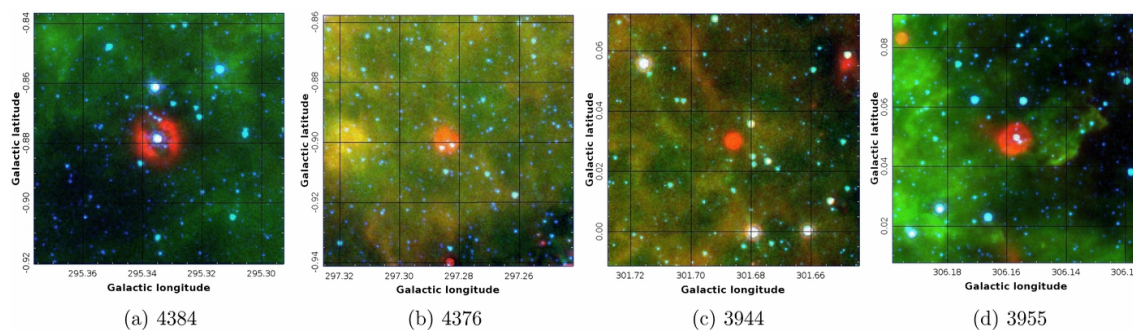 Galactic latitude
-0.84
-0.86
-0.88
-0.90
-0.92
295.36
295.34
295.32
295.30
Galactic longitude
(a) 4384
Galactic latitude
-0.86
-0.88
-0.90
-0.92
-0.94
297.32
297.30
297.28
297.26
Galactic longitude
(b) 4376
Galactic latitude
0.06
0.04
0.02
0.00
301.72
301.70
301.68
301.66
Galactic longitude
(c) 3944
Galactic latitude
0.08
0.06
0.04
0.02
306.18
306.16
306.14
306.1
Galactic longitude
(d) 3955